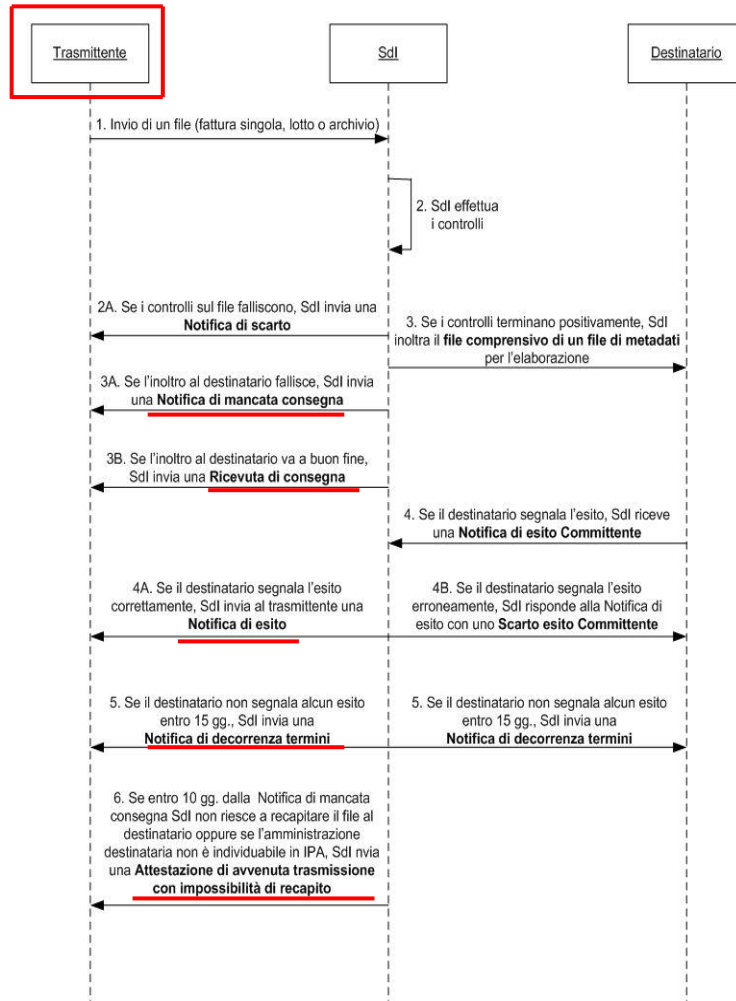 Trasmittente
SdI
Destinatario
1. Invio di un file (fattura singola, lotto o archivio)
2. SdI effettua
i controlli
2A. Se i controlli sul file falliscono, SdI invia una
Notifica di scarto
3. Se i controlli terminano positivamente, SdI
inoltra il file comprensivo di un file di metadati
per l'elaborazione
3A. Se l'inoltro al destinatario fallisce, SdI invia
una Notifica di mancata consegna
3B. Se l'inoltro al destinatario va a buon fine,
SdI invia una Ricevuta di consegna
4. Se il destinatario segnala l'esito, SdI riceve
una Notifica di esito Committente
4A. Se il destinatario segnala l'esito
correttamente, SdI invia al trasmittente una
Notifica di esito
4B. Se il destinatario segnala l'esito
erroneamente, SdI risponde alla Notifica di
esito con uno Scarto esito Committente
5. Se il destinatario non segnala alcun esito
entro 15 gg., SdI invia una
Notifica di decorrenza termini
5. Se il destinatario non segnala alcun esito
entro 15 gg., SdI invia una
Notifica di decorrenza termini
6. Se entro 10 gg. dalla Notifica di mancata
consegna SdI non riesce a recapitare il file al
destinatario oppure se l'amministrazione
destinataria non è individuabile in IPA, SdI nvia
una Attestazione di avvenuta trasmissione
con impossibilità di recapito